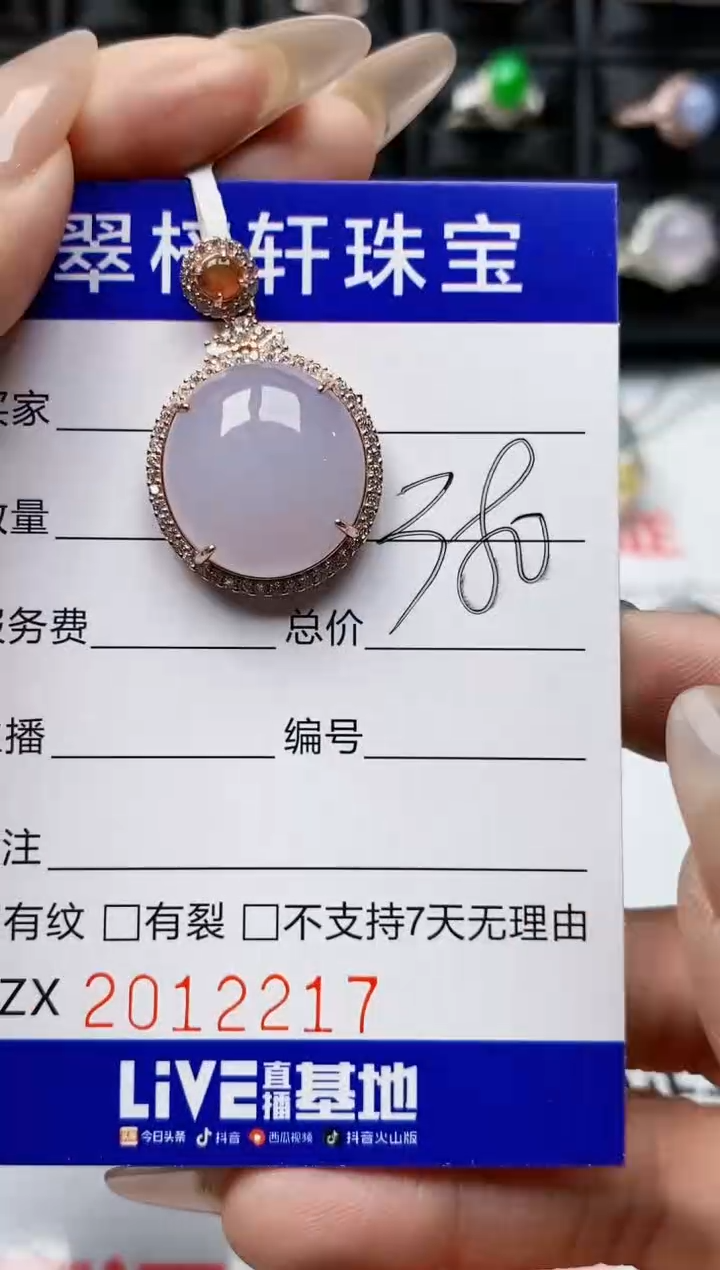 翠 轩珠宝
家
380
量
务费 总价
播 编号
注
有纹 □有裂 □不支持7天无理由
ZX 2012217
LiVE直播基地
今日头条 抖音 西瓜视频 抖音火山版